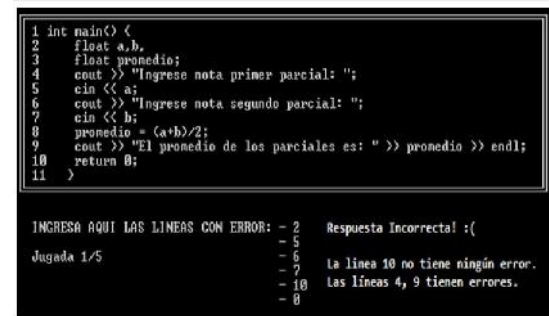 1 int main() {
2 float a,b,
3 float promedio;
4 cout >> "Ingrese nota primer parcial: ";
5 cin << a;
6 cout >> "Ingrese nota segundo parcial: ";
7 cin << b;
8 promedio = (a+b)/2;
9 cout >> "El promedio de los parciales es: " >> promedio >> endl;
10 return 0;
11 }
INGRESA AQUI LAS LINEAS CON ERROR: - 2 Respuesta Incorrecta! :(
- 5
Jugada 1/5 - 6 La linea 10 no tiene ningún error.
- 7
- 10 Las líneas 4, 9 tienen errores.
- 0